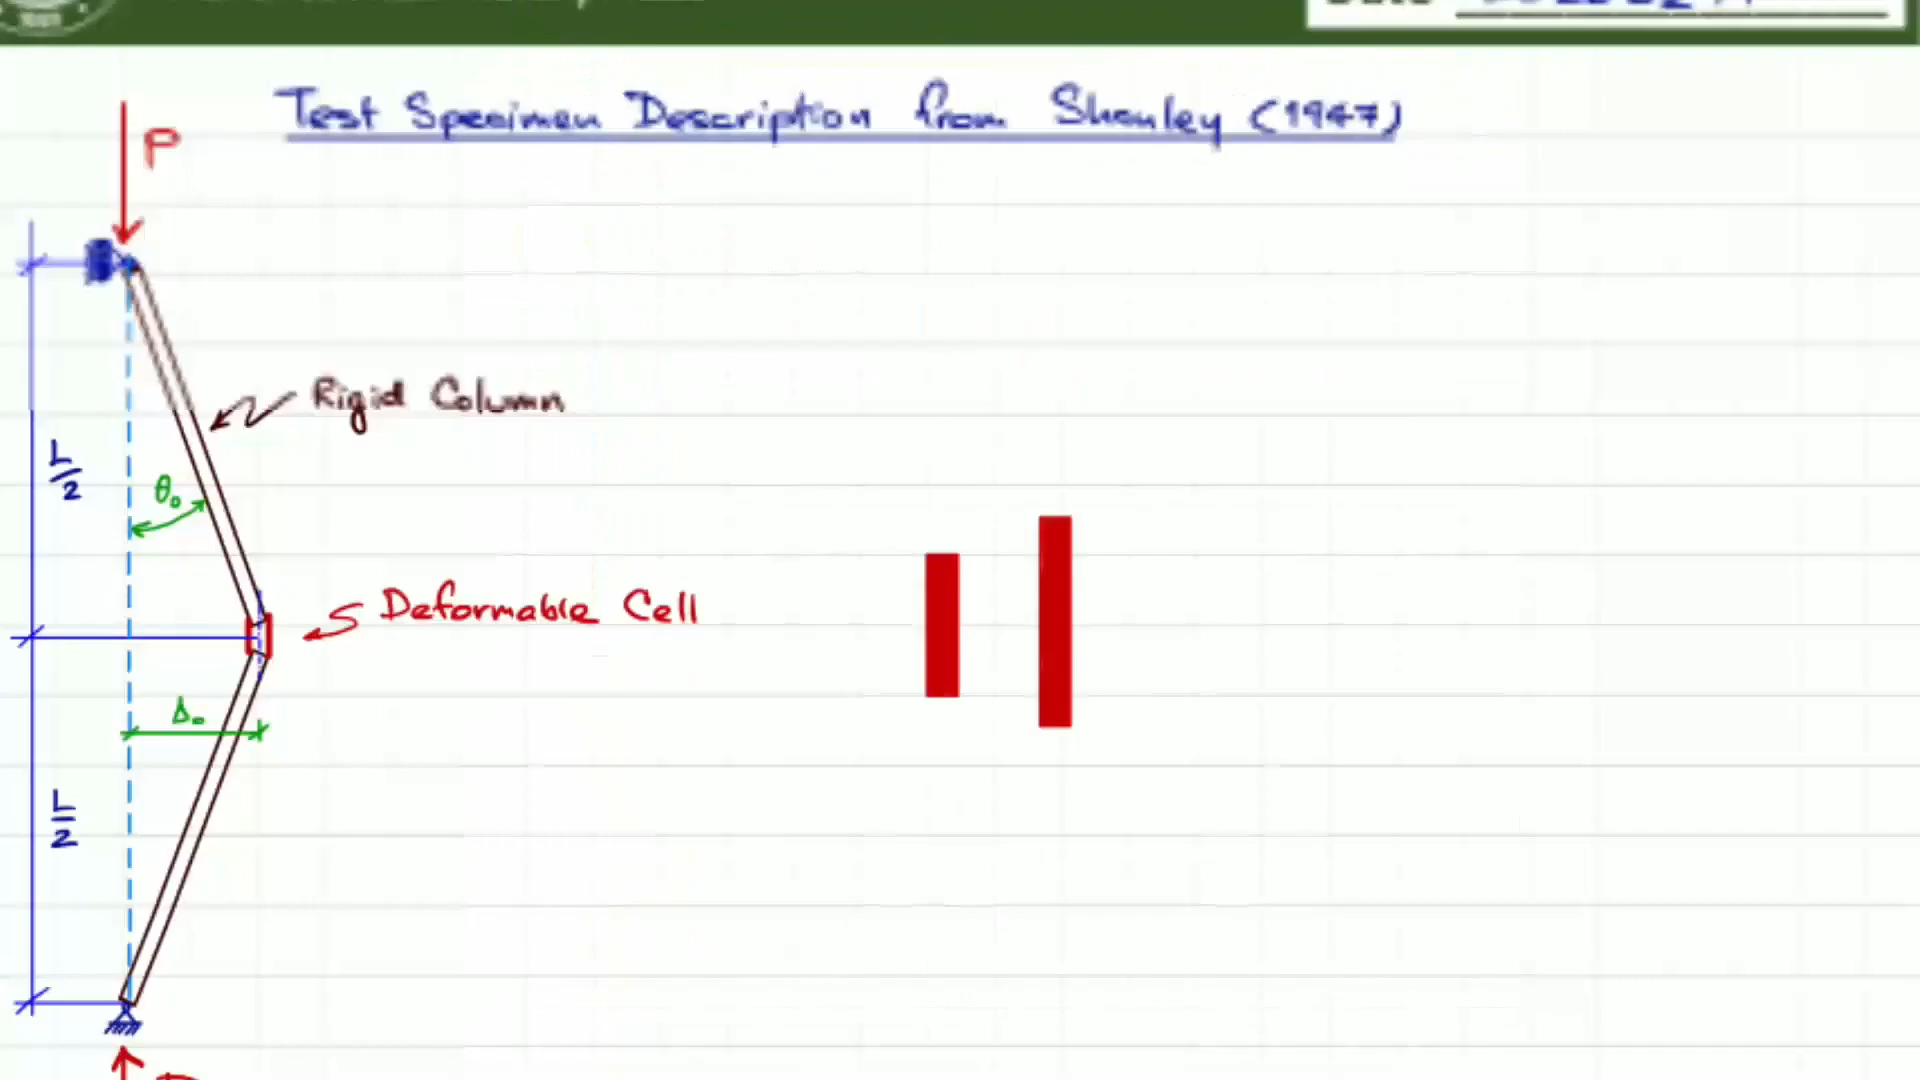 Test Specimen Description from Shanley (1947)
P
Rigid Column
L/2
θ₀
Deformable Cell
Δ₀
L/2